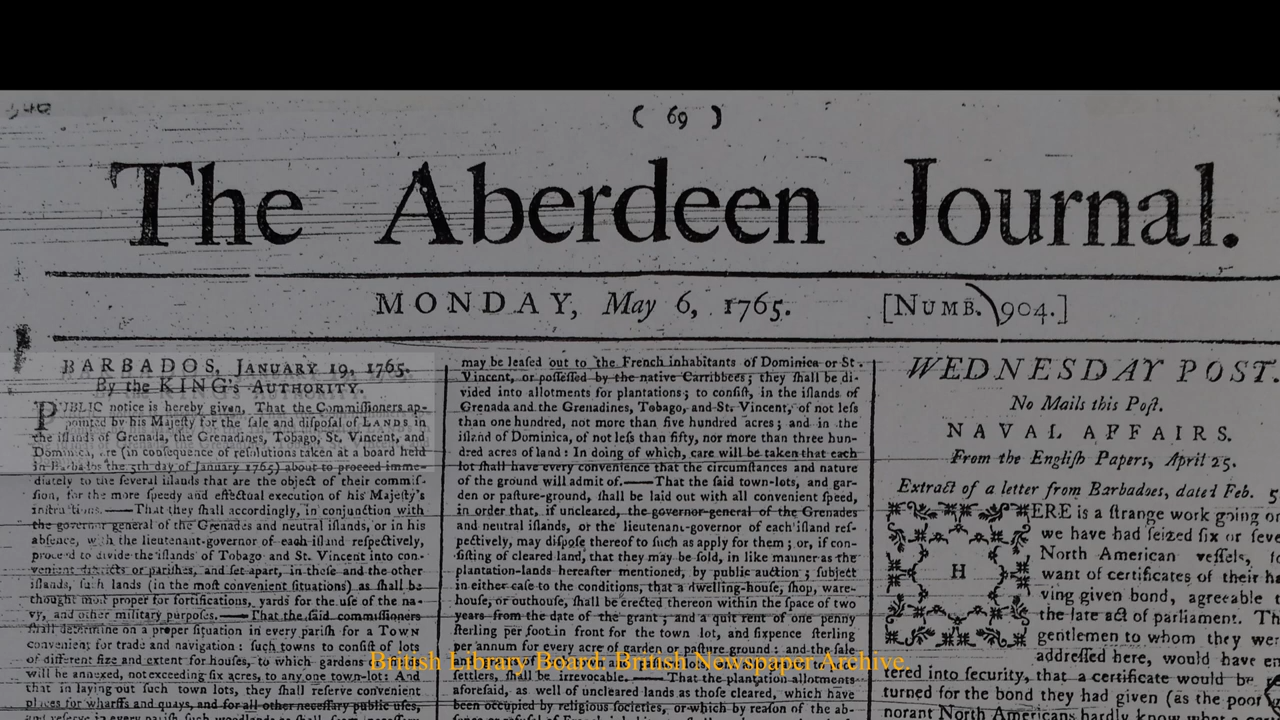 ( 69 )
The Aberdeen Journal.
MONDAY, May 6, 1765. [NUMB. 904.]
BARBADOS, JANUARY 19, 1765.
By the KING's AUTHORITY.
PUBLIC notice is hereby given, That the Commissioners ap-
pointed by his Majesty for the sale and disposal of LANDS in
the islands of Grenada, the Grenadines, Tobago, St. Vincent, and
Dominica, are (in consequence of resolutions taken at a board held
in Barbados the 5th day of January 1765) about to proceed imme-
diately to the several islands that are the object of their commis-
sion, for the more speedy and effectual execution of his Majesty's
instructions.——That they shall accordingly, in conjunction with
the governor general of the Grenades and neutral islands, or in his
absence, with the lieutenant-governor of each island respectively,
proceed to divide the islands of Tobago and St. Vincent into con-
venient districts or parishes, and set apart, in these and the other
islands, such lands (in the most convenient situations) as shall be
thought most proper for fortifications, yards for the use of the na-
vy, and other military purposes.——That the said commissioners
shall determine on a proper situation in every parish for a TOWN
convenient for trade and navigation: such towns to consist of lots
of different size and extent for houses, to which gardens
will be annexed, not exceeding six acres, to any one town-lot: And
that in laying out such town lots, they shall reserve convenient
places for wharffs and quays, and for all other necessary public uses,
and reserve in every parish such woodlands
may be leased out to the French inhabitants of Dominica or St.
Vincent, or possessed by the native Carribbees; they shall be di-
vided into allotments for plantations; to consist, in the islands of
Grenada and the Grenadines, Tobago, and St. Vincent, of not less
than one hundred, nor more than five hundred acres; and in the
island of Dominica, of not less than fifty, nor more than three hun-
dred acres of land: In doing of which, care will be taken that each
lot shall have every convenience that the circumstances and nature
of the ground will admit of.——That the said town-lots, and gar-
den or pasture-ground, shall be laid out with all convenient speed,
in order that, if uncleared, the governor-general of the Grenades
and neutral islands, or the lieutenant-governor of each island res-
pectively, may dispose thereof to such as apply for them; or, if con-
sisting of cleared land, that they may be sold, in like manner as the
plantation-lands hereafter mentioned, by public auction; subject
in either case to the conditions, that a dwelling-house, shop, ware-
house, or outhouse, shall be erected thereon within the space of two
years from the date of the grant; and a quit rent of one penny
sterling per foot in front for the town lot, and sixpence sterling
per annum for every acre of garden or pasture ground: and the sale
settlers, shall be irrevocable.——That the plantation allotments
aforesaid, as well of uncleared lands as those cleared, which have
been occupied by religious societies, or which by reason of the ab-
WEDNESDAY POST.
No Mails this Post.
NAVAL AFFAIRS.
From the English Papers, April 25.
Extract of a letter from Barbadoes, dated Feb. 5
HERE is a strange work going on
we have had seized six or seve
North American vessels, fo
want of certificates of their ha
ving given bond, agreeable t
the late act of parliament. Th
gentlemen to whom they wer
addressed here, would have en
tered into security, that a certificate would be
turned for the bond they had given (as the poor
norant North Americans hardly know
British Library Board. British Newspaper Archive.